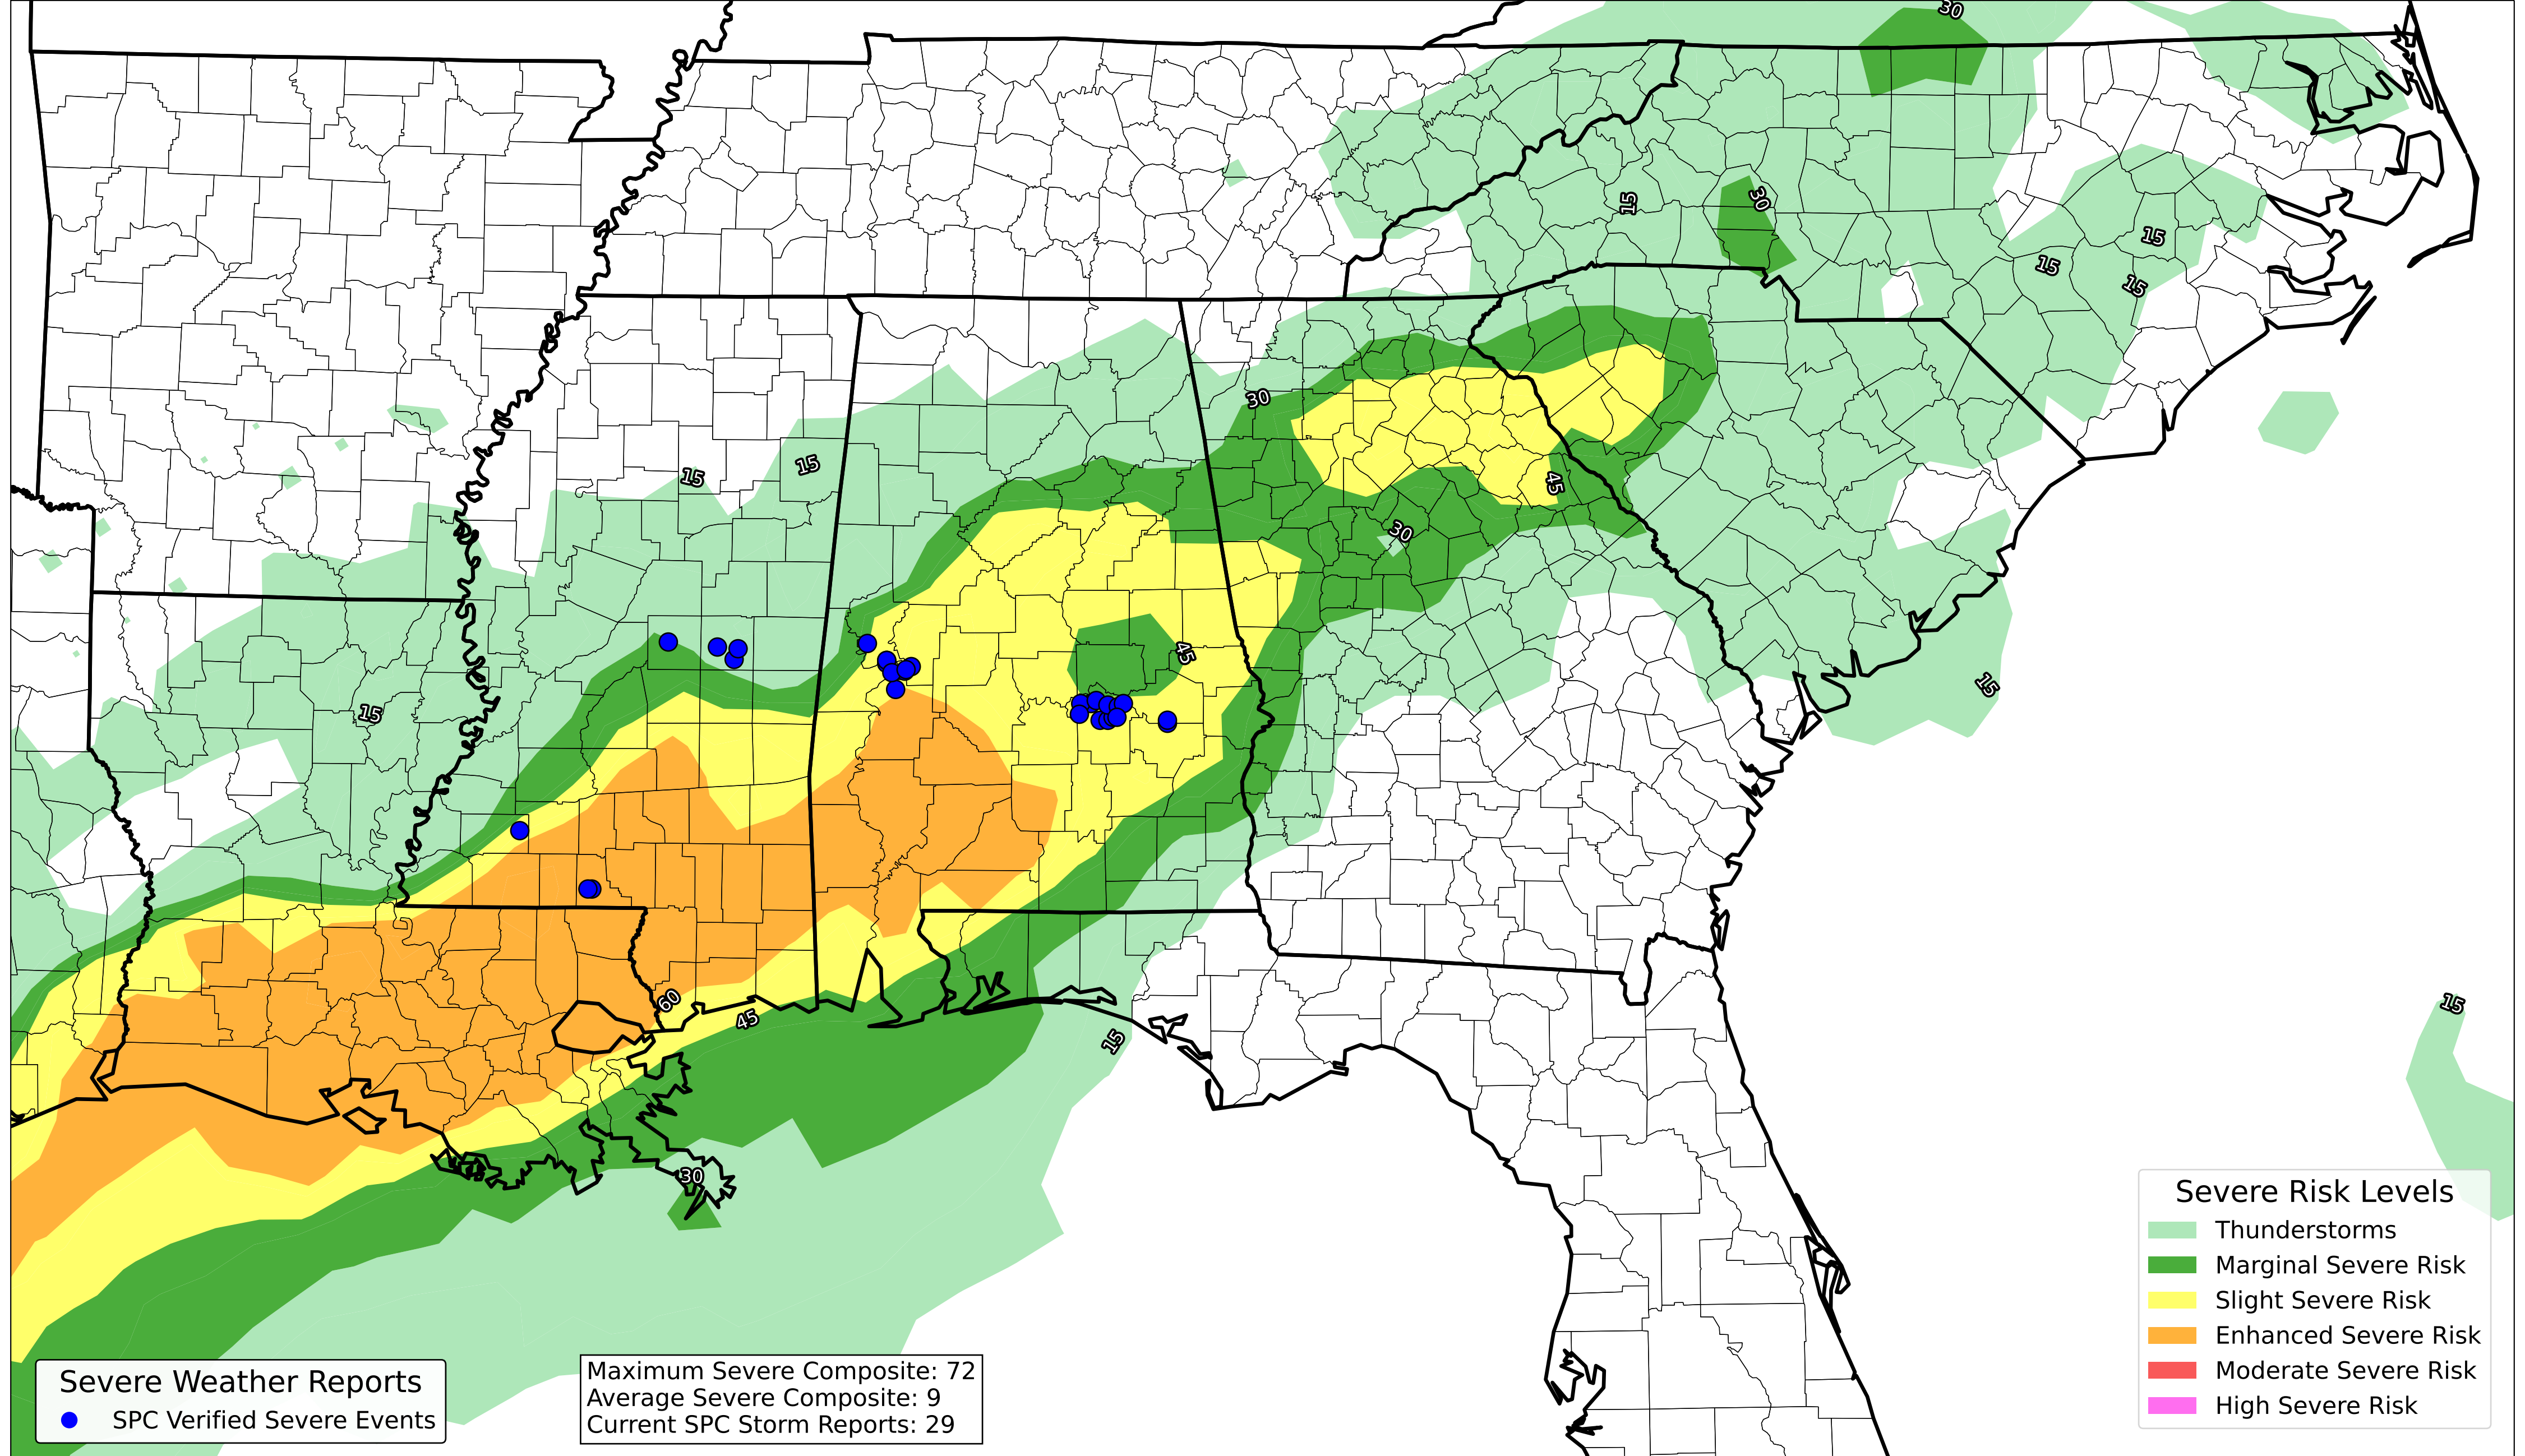 30
15
30
15
15
15
30
15
15
45
30
45
15
15
15
60
45
15
30
Severe Risk Levels
Thunderstorms
Marginal Severe Risk
Slight Severe Risk
Enhanced Severe Risk
Moderate Severe Risk
High Severe Risk
Severe Weather Reports
SPC Verified Severe Events
Maximum Severe Composite: 72
Average Severe Composite: 9
Current SPC Storm Reports: 29